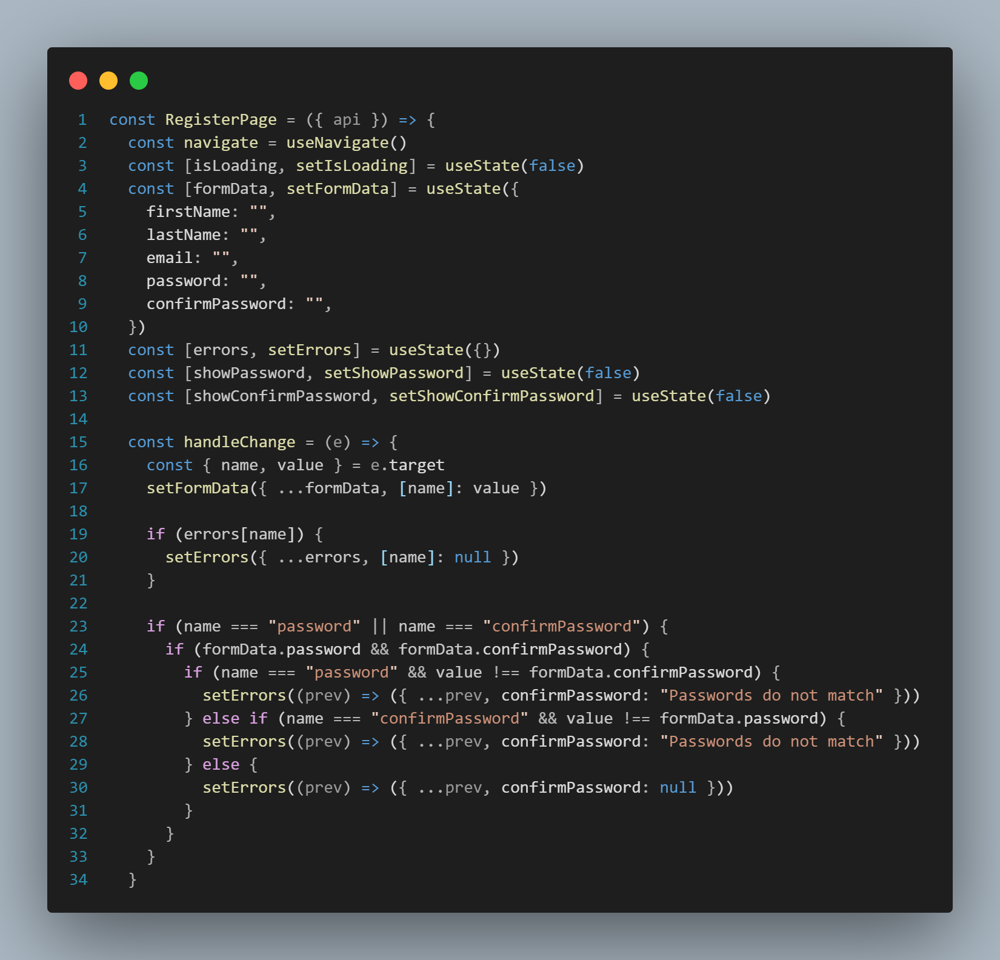 1 const RegisterPage = ({ api }) => {
2   const navigate = useNavigate()
3   const [isLoading, setIsLoading] = useState(false)
4   const [formData, setFormData] = useState({
5     firstName: "",
6     lastName: "",
7     email: "",
8     password: "",
9     confirmPassword: "",
10   })
11   const [errors, setErrors] = useState({})
12   const [showPassword, setShowPassword] = useState(false)
13   const [showConfirmPassword, setShowConfirmPassword] = useState(false)
14
15   const handleChange = (e) => {
16     const { name, value } = e.target
17     setFormData({ ...formData, [name]: value })
18
19     if (errors[name]) {
20       setErrors({ ...errors, [name]: null })
21     }
22
23     if (name === "password" || name === "confirmPassword") {
24       if (formData.password && formData.confirmPassword) {
25         if (name === "password" && value !== formData.confirmPassword) {
26           setErrors((prev) => ({ ...prev, confirmPassword: "Passwords do not match" }))
27         } else if (name === "confirmPassword" && value !== formData.password) {
28           setErrors((prev) => ({ ...prev, confirmPassword: "Passwords do not match" }))
29         } else {
30           setErrors((prev) => ({ ...prev, confirmPassword: null }))
31         }
32       }
33     }
34   }